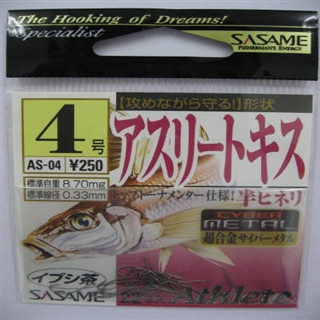 The Hooking of Dreams!
Specialist
SASAME
FISHERMAN'S ENERGY
【攻めながら守る!】形状
4号
アスリートキス
AS-04 ¥250
標準自重 8.70mg
標準線径 0.33mm
トップトーナメンター仕様!半ヒネリ
CYBER
METAL
超合金サイバーメタル
イブシ茶
SASAME
Athlete